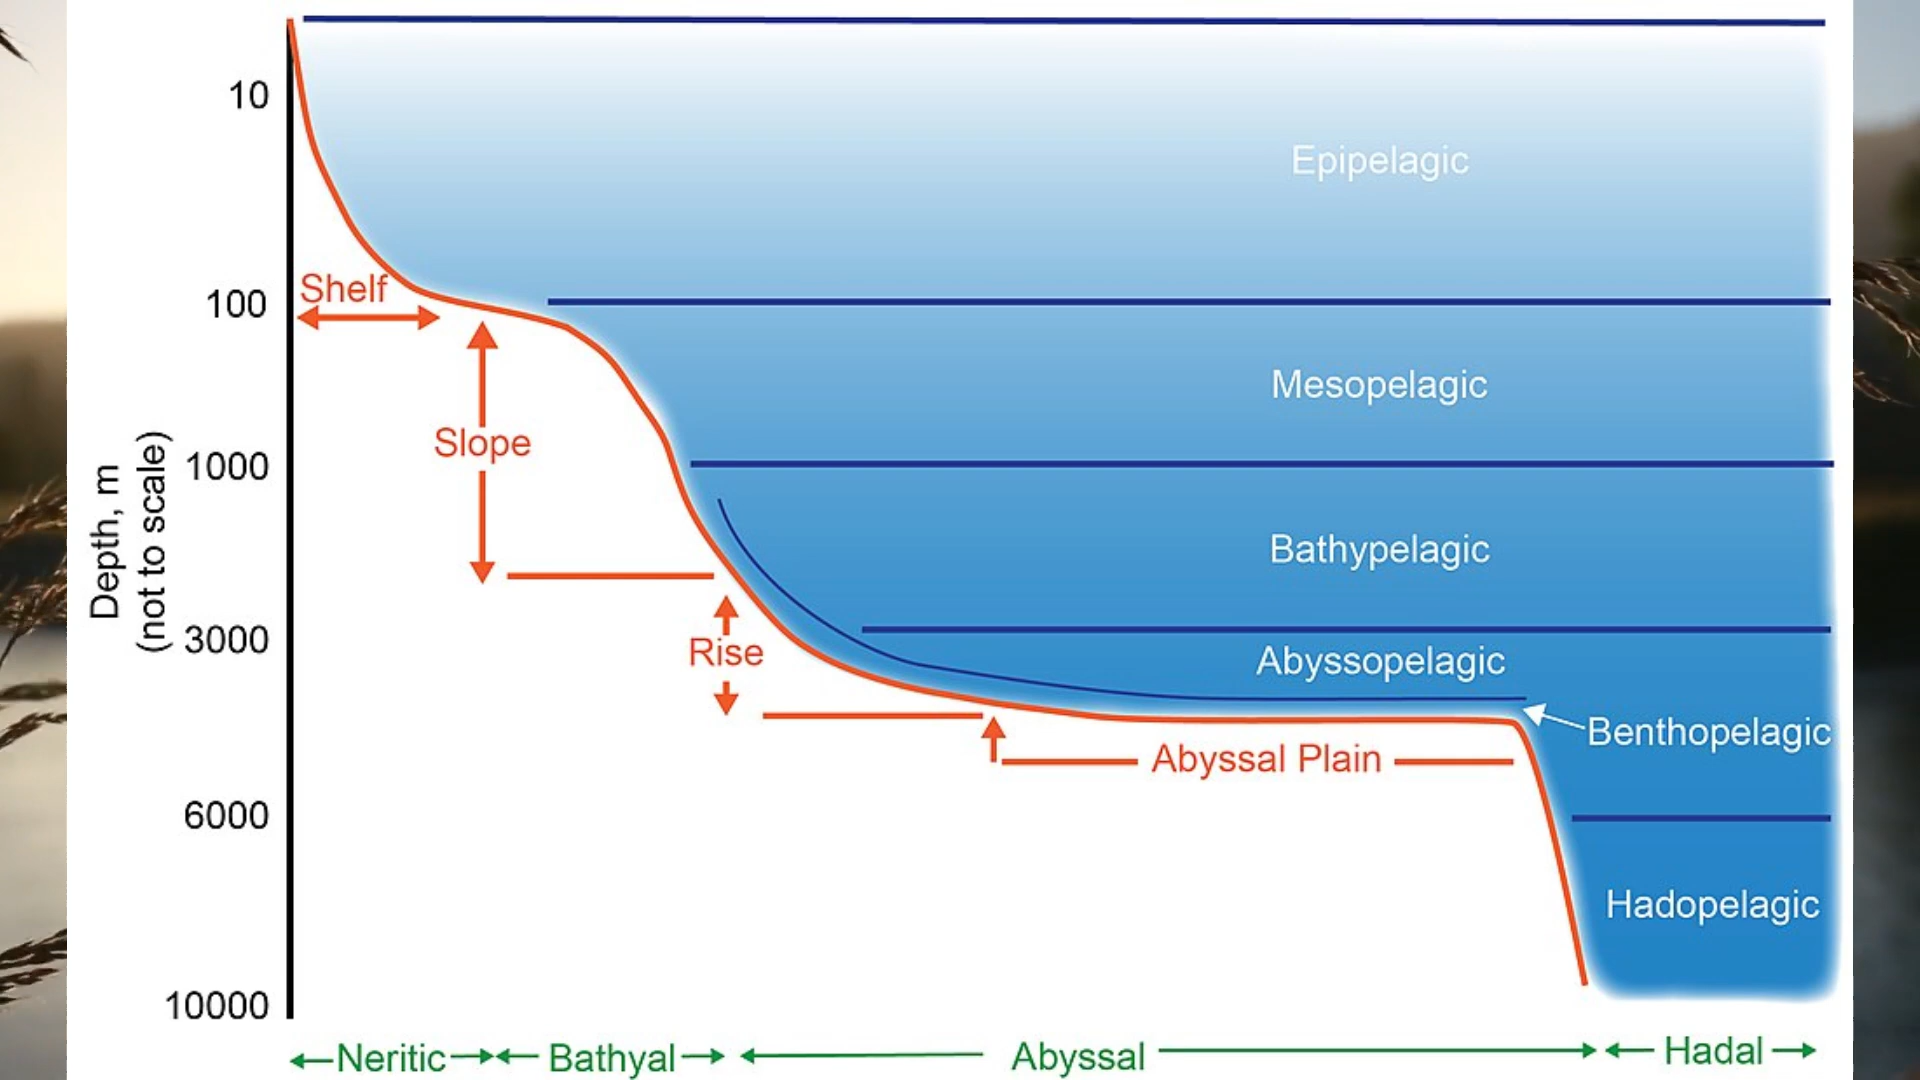 10
Epipelagic
Shelf
100
Mesopelagic
Slope
1000
Depth, m
(not to scale)
Bathypelagic
3000
Rise
Abyssopelagic
Benthopelagic
Abyssal Plain
6000
Hadopelagic
10000
Neritic
Bathyal
Abyssal
Hadal